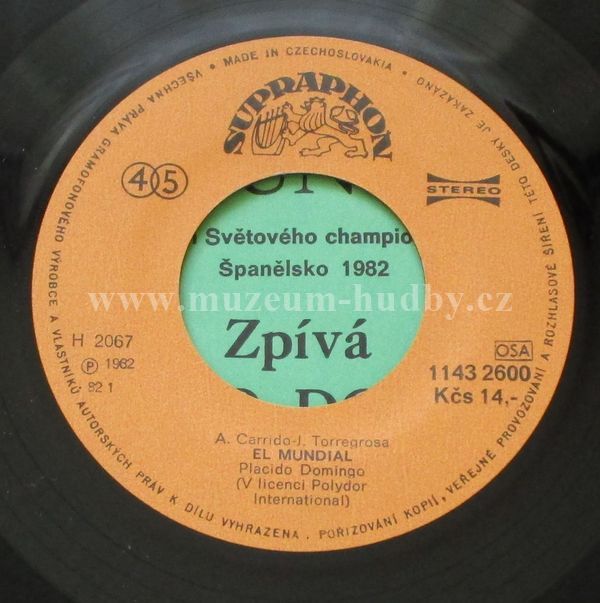 VŠECHNA PRÁVA GRAMOFONOVÉHO VÝROBCE A VLASTNÍKŮ AUTORSKÝCH PRÁV K DÍLU VYHRAZENA . POŘIZOVÁNÍ KOPIÍ, VEŘEJNÉ PROVOZOVÁNÍ A ROZHLASOVÉ ŠÍŘENÍ TÉTO DESKY JE ZAKÁZÁNO
• MADE IN CZECHOSLOVAKIA •
SUPRAPHON
45
STEREO
Světového champio
Španělsko 1982
www.muzeum-hudby.cz
Zpívá
H 2067
Ⓟ 1982
82 1
OSA
1143 2600
Kčs 14,-
A. Carrido-J. Torregrosa
EL MUNDIAL
Placido Domingo
(V licenci Polydor
International)